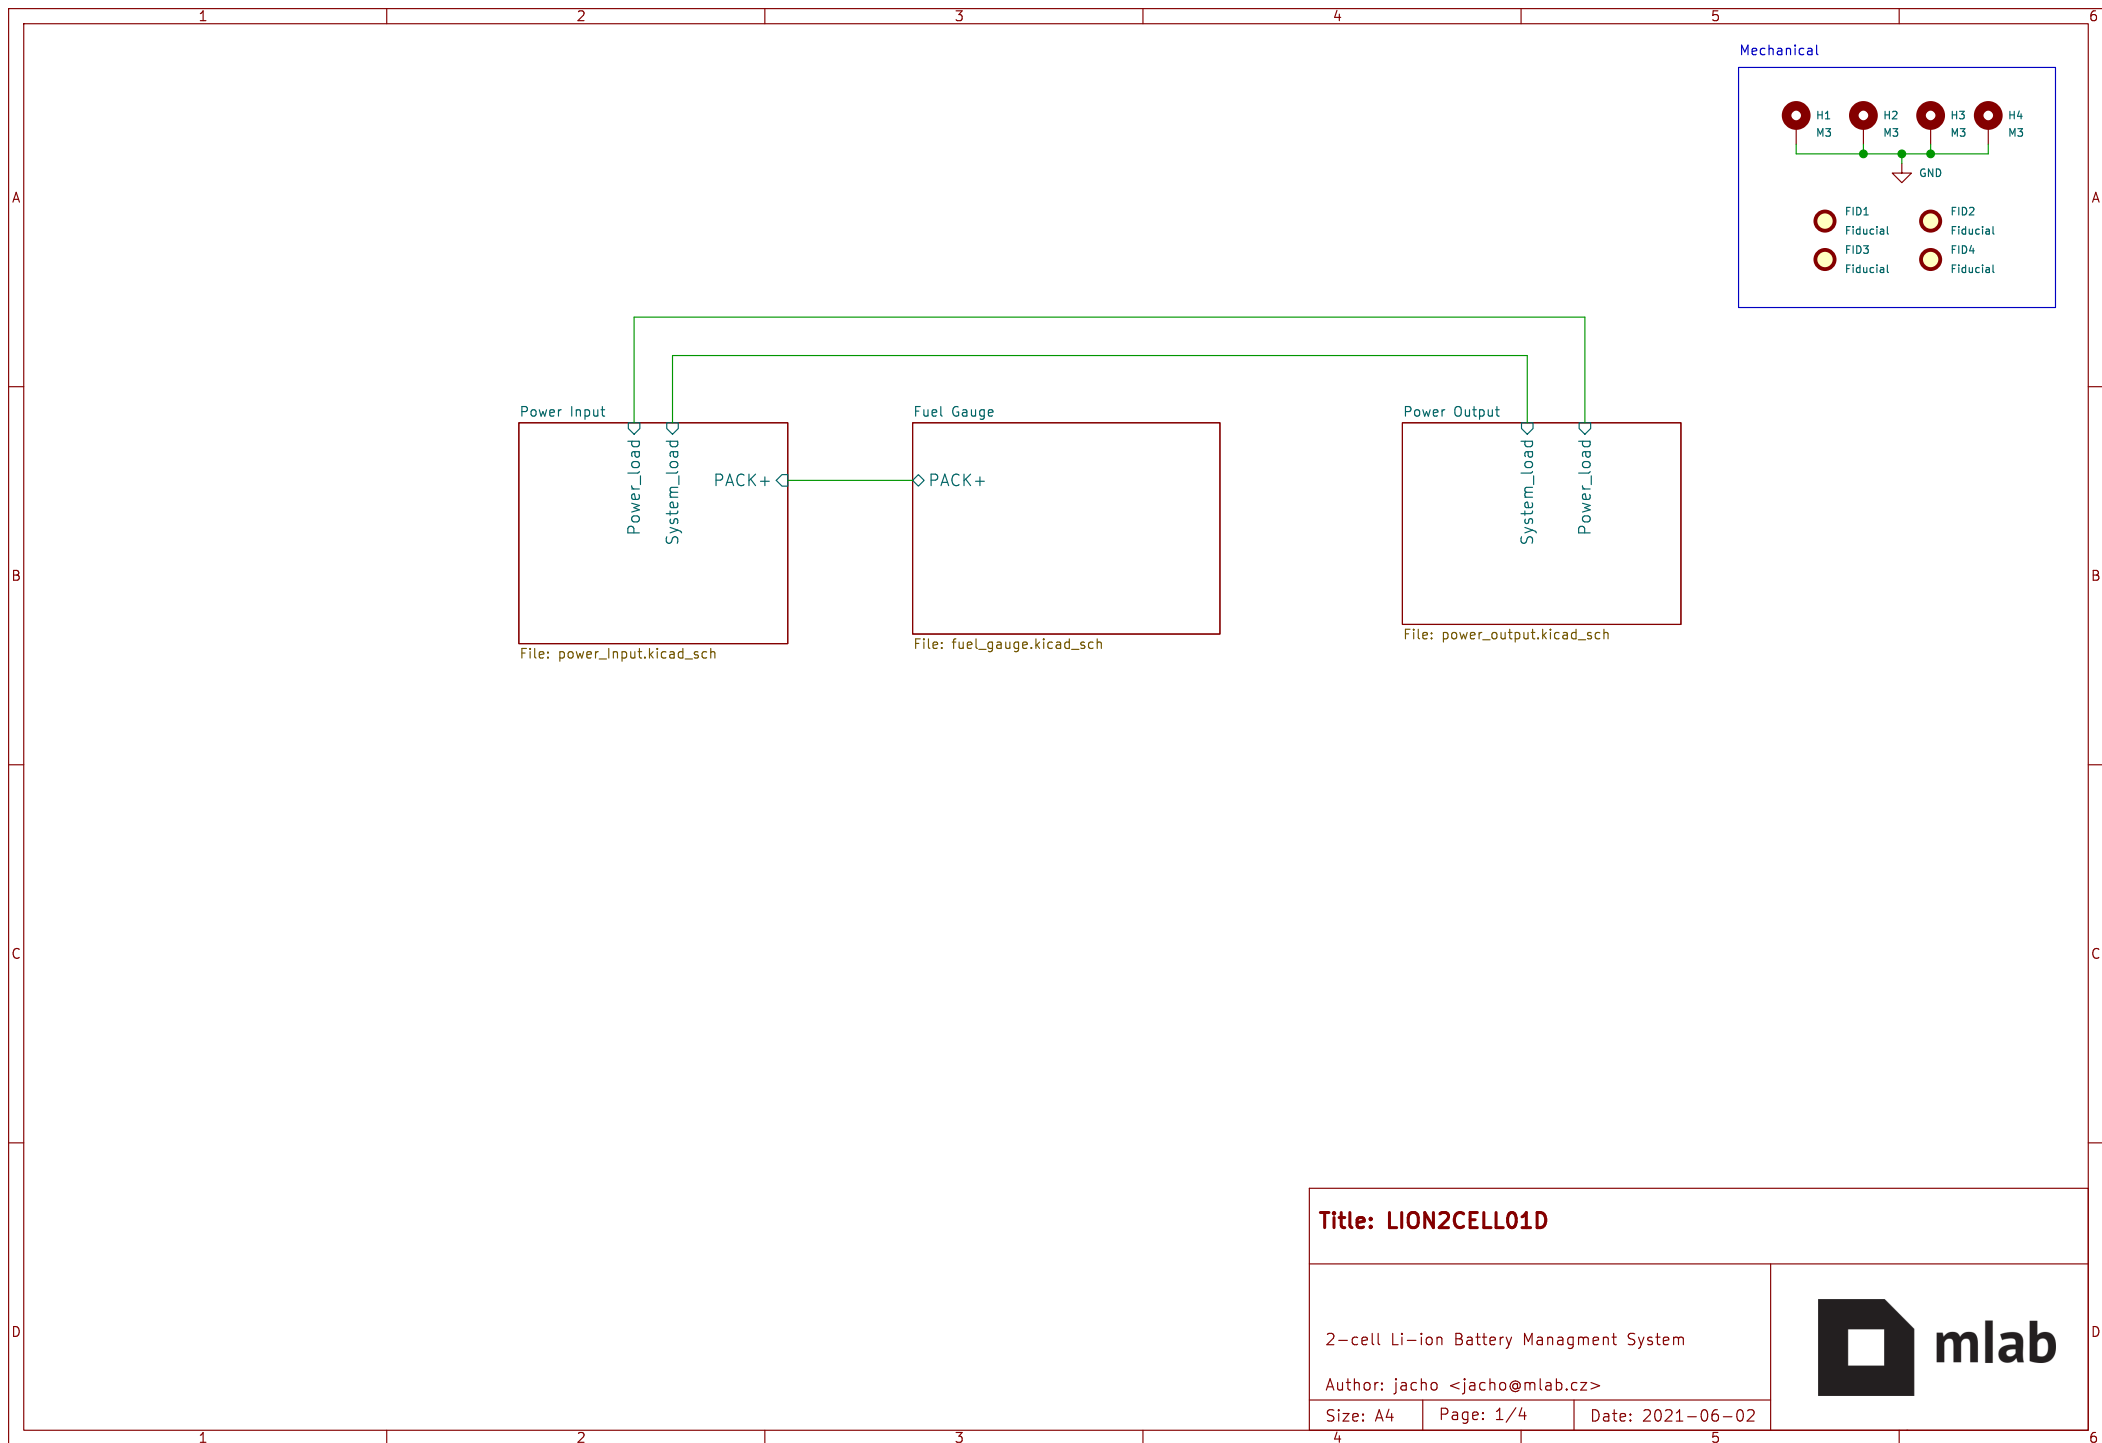 1 2 3 4 5 6
Mechanical
H1 H2 H3 H4
M3 M3 M3 M3
GND
A A
FID1 FID2
Fiducial Fiducial
FID3 FID4
Fiducial Fiducial
Power Input Fuel Gauge Power Output
Power_load
System_load
PACK+
PACK+
System_load
Power_load
B B
File: power_Input.kicad_sch
File: fuel_gauge.kicad_sch
File: power_output.kicad_sch
C C
Title: LION2CELL01D
D D
2-cell Li-ion Battery Managment System
mlab
Author: jacho <jacho@mlab.cz>
Size: A4 Page: 1/4 Date: 2021-06-02
1 2 3 4 5 6